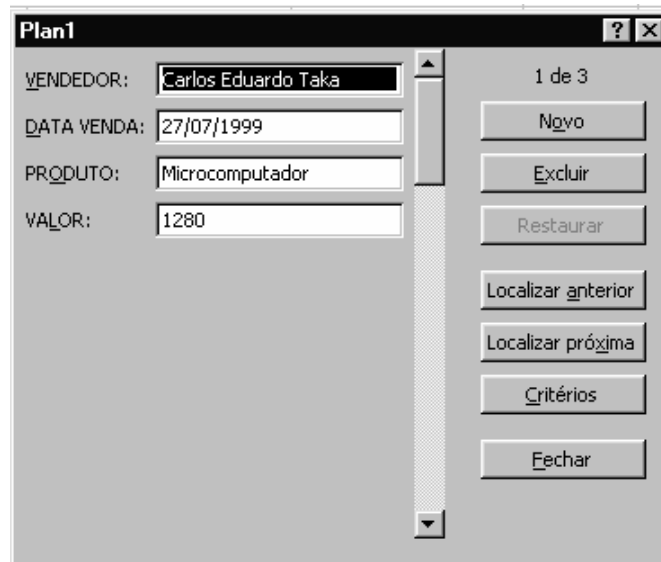 Plan1
VENDEDOR: Carlos Eduardo Taka
DATA VENDA: 27/07/1999
PRODUTO: Microcomputador
VALOR: 1280
1 de 3
Novo
Excluir
Restaurar
Localizar anterior
Localizar próxima
Critérios
Fechar